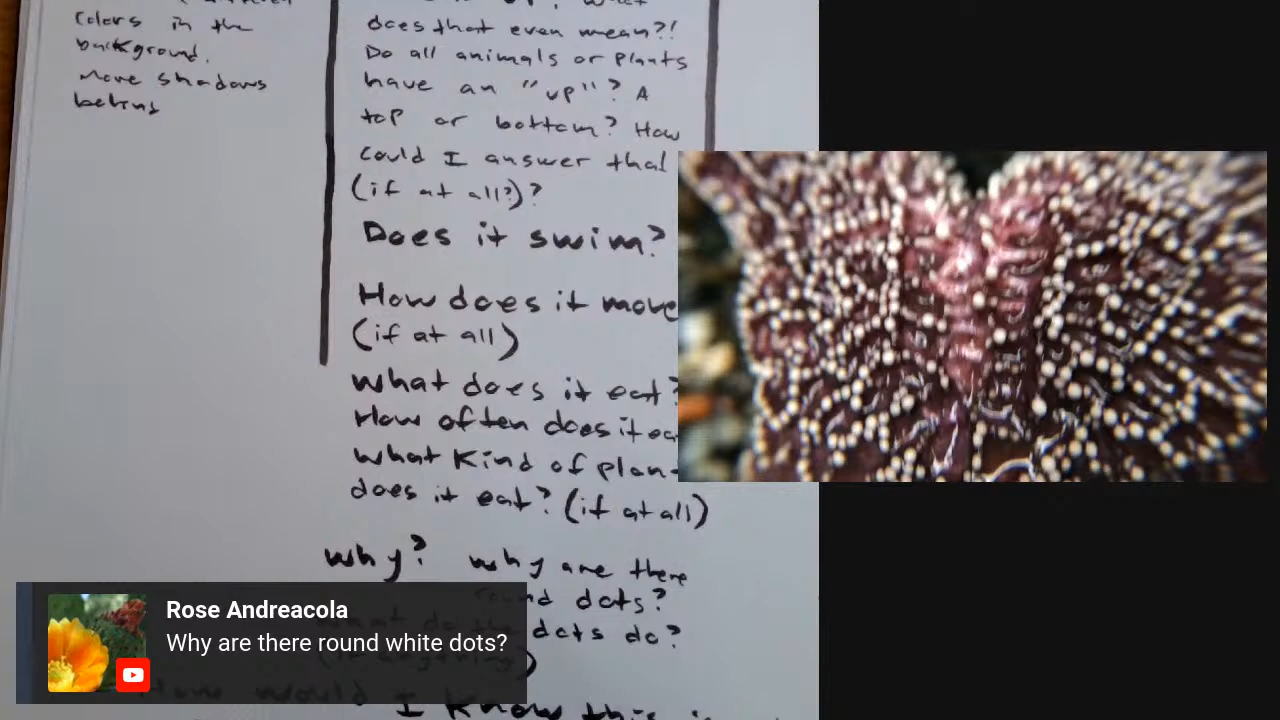 colors in the
background.
More shadows
behind
does that even mean?!
Do all animals or plants
have an "up"? A
top or bottom? How
could I answer that
(if at all?)?
Does it swim?
How does it move
(if at all)
What does it eat?
How often does it ea
What kind of plan
does it eat? (if at all)
Why? Why are there
round dots?
dots do?
would I know this is
Rose Andreacola
Why are there round white dots?